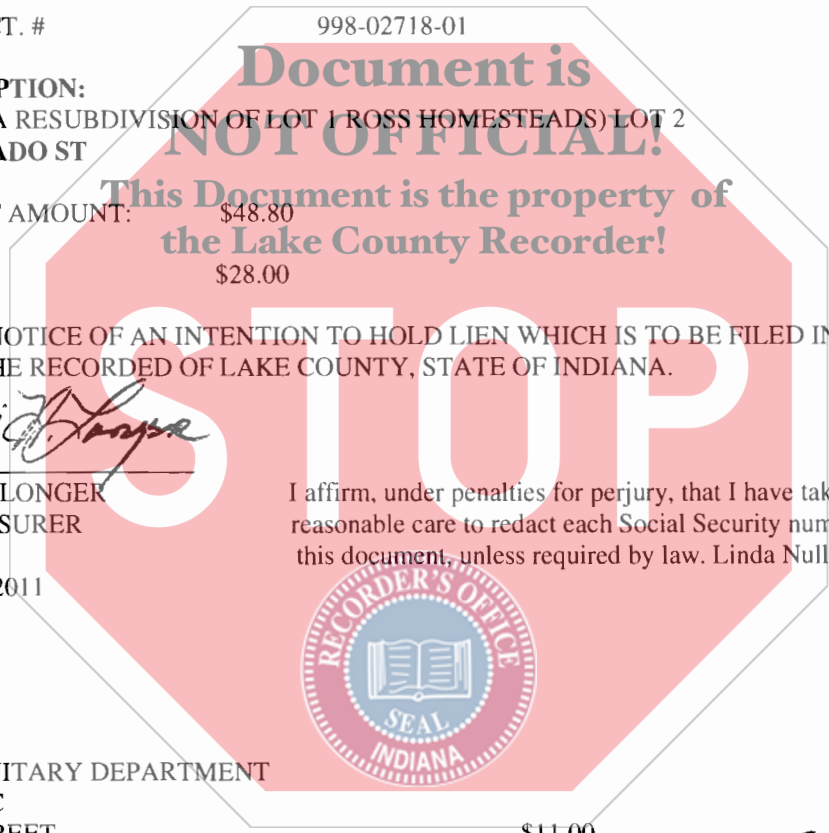 CT. # 998-02718-01
Document is
PTION:
A RESUBDIVISION OF LOT 1 ROSS HOMESTEADS) LOT 2
NOT OFFICIAL!
ADO ST
This Document is the property of
AMOUNT: $48.80
the Lake County Recorder!
$28.00
NOTICE OF AN INTENTION TO HOLD LIEN WHICH IS TO BE FILED IN
HE RECORDED OF LAKE COUNTY, STATE OF INDIANA.
STOP
LONGER I affirm, under penalties for perjury, that I have tak
SURER reasonable care to redact each Social Security num
this document, unless required by law. Linda Null
2011
RECORDER'S OFFICE
SEAL
INDIANA
ITARY DEPARTMENT
C
REET $11.00